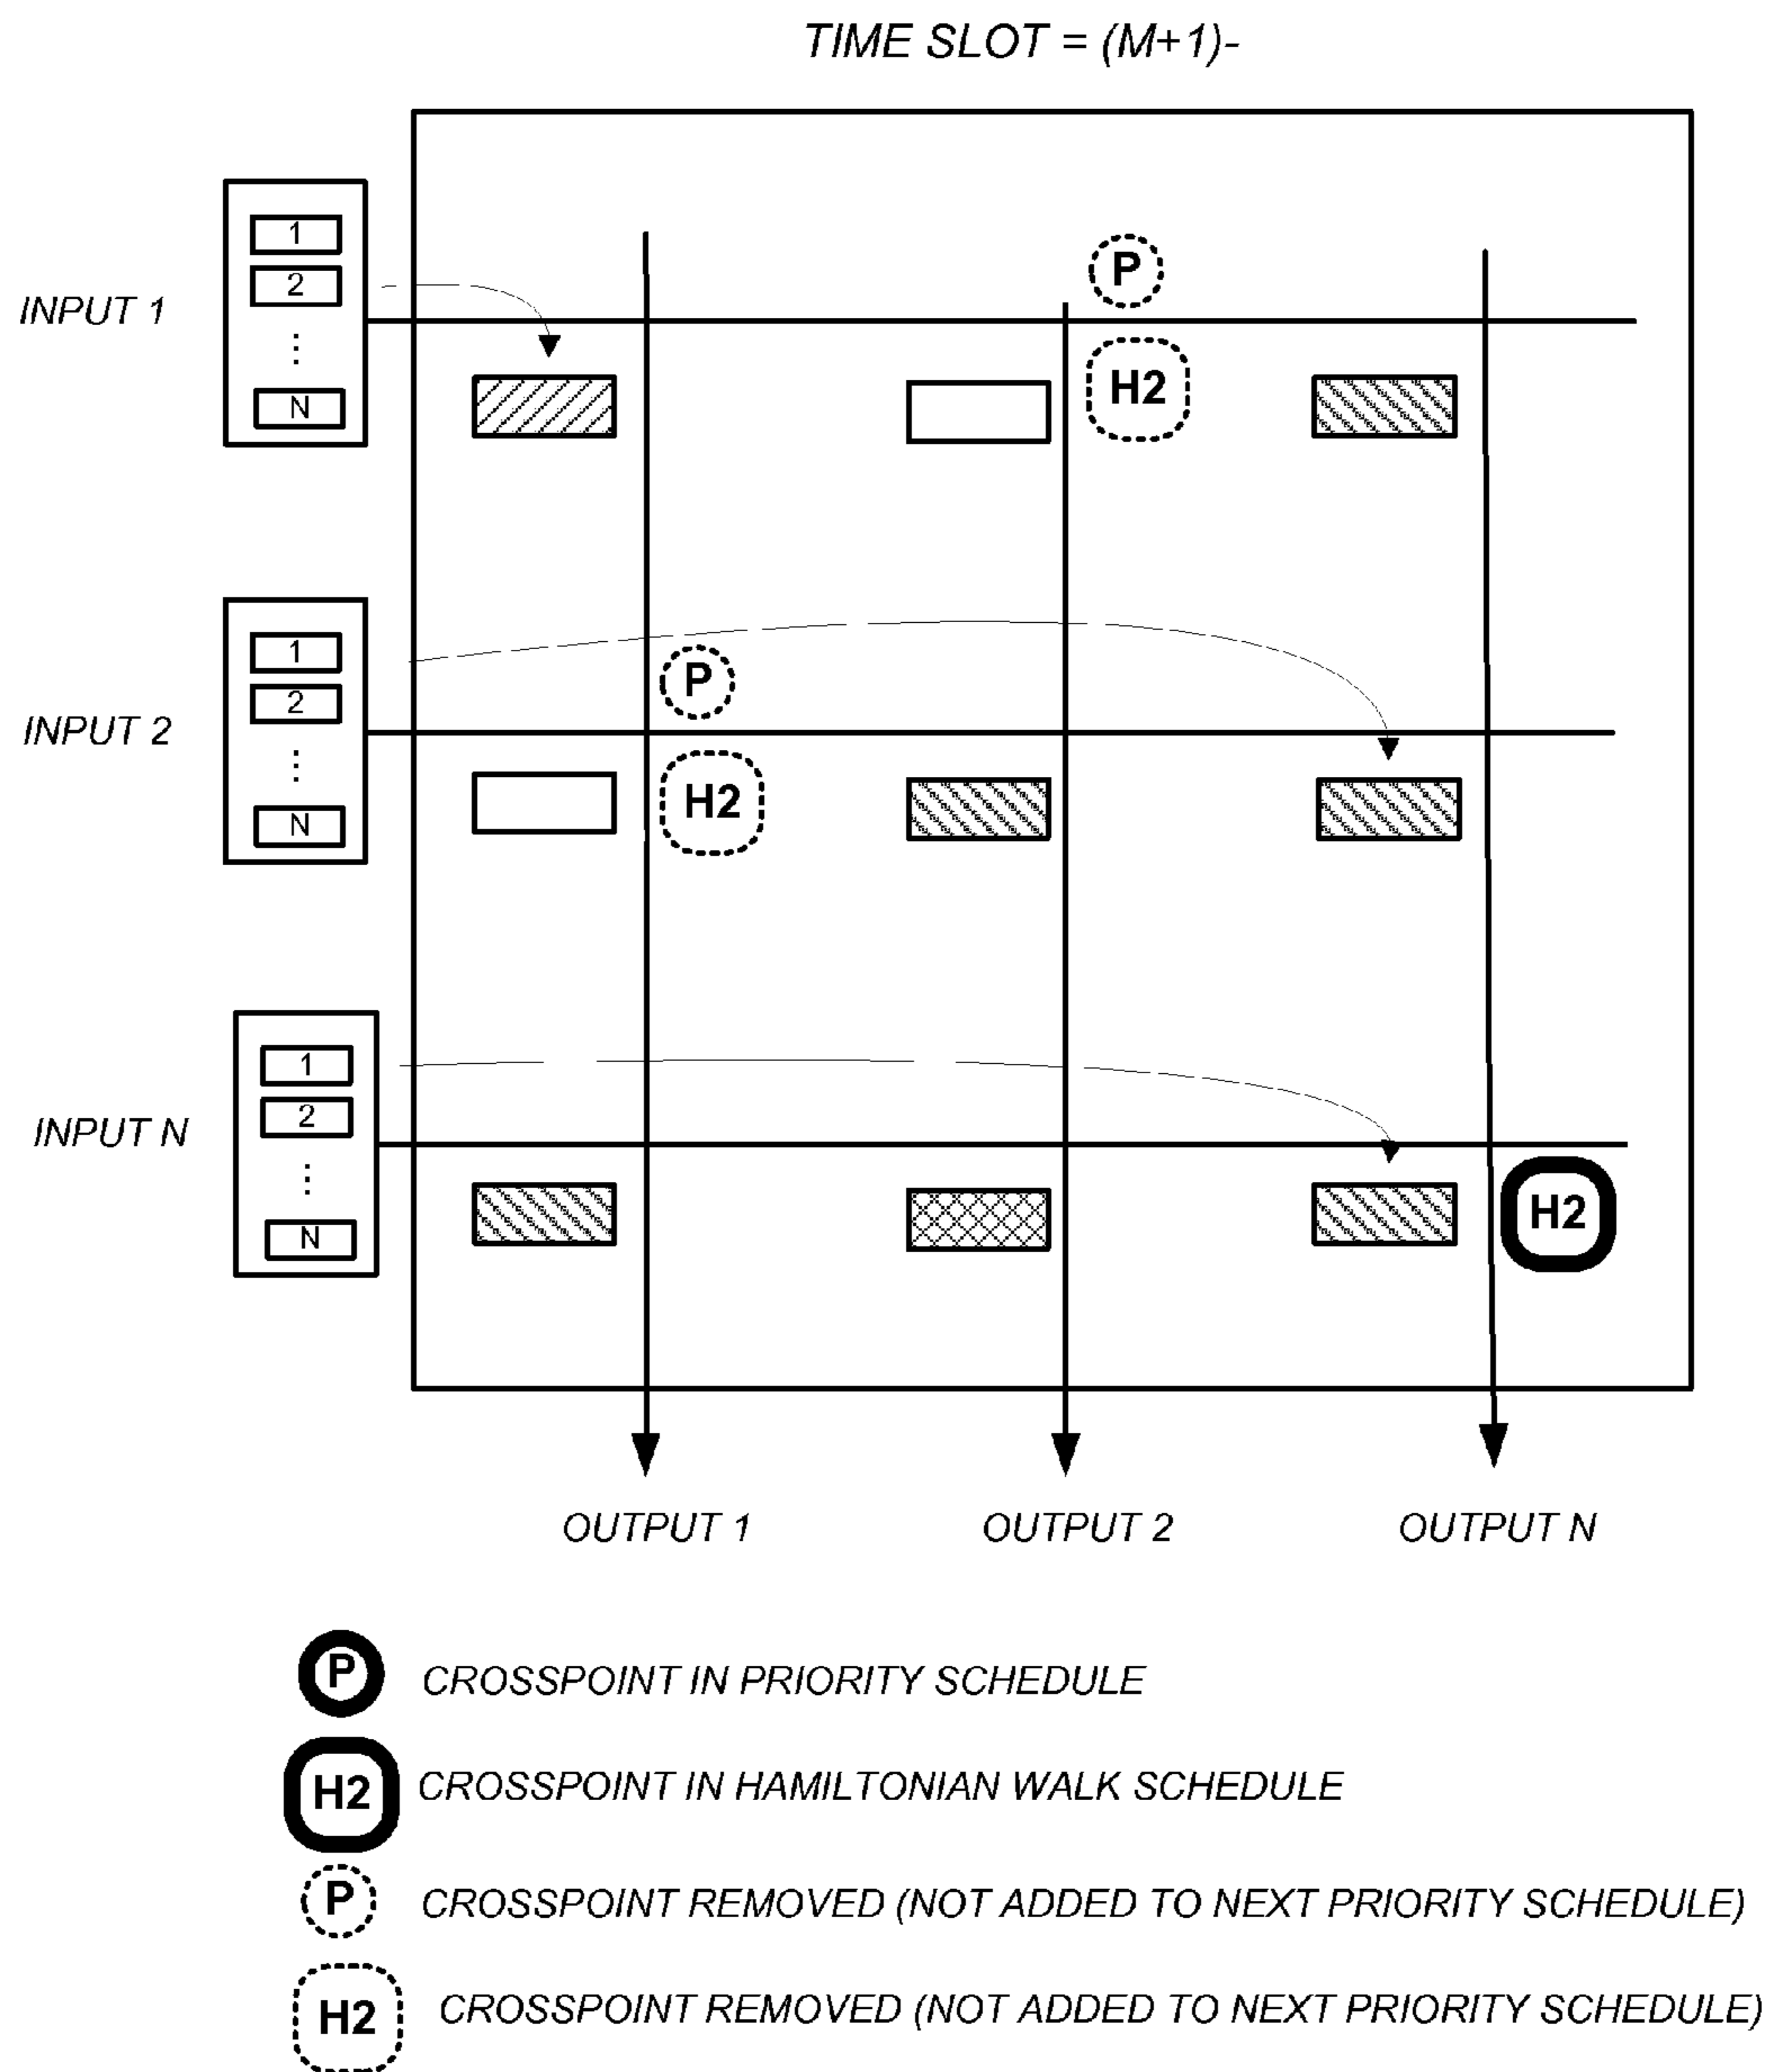 TIME SLOT = (M+1)-
1
2
⋮
N
INPUT 1
P
H2
1
2
⋮
N
INPUT 2
P
H2
1
2
⋮
N
INPUT N
H2
OUTPUT 1 OUTPUT 2 OUTPUT N
P CROSSPOINT IN PRIORITY SCHEDULE
H2 CROSSPOINT IN HAMILTONIAN WALK SCHEDULE
P CROSSPOINT REMOVED (NOT ADDED TO NEXT PRIORITY SCHEDULE)
H2 CROSSPOINT REMOVED (NOT ADDED TO NEXT PRIORITY SCHEDULE)